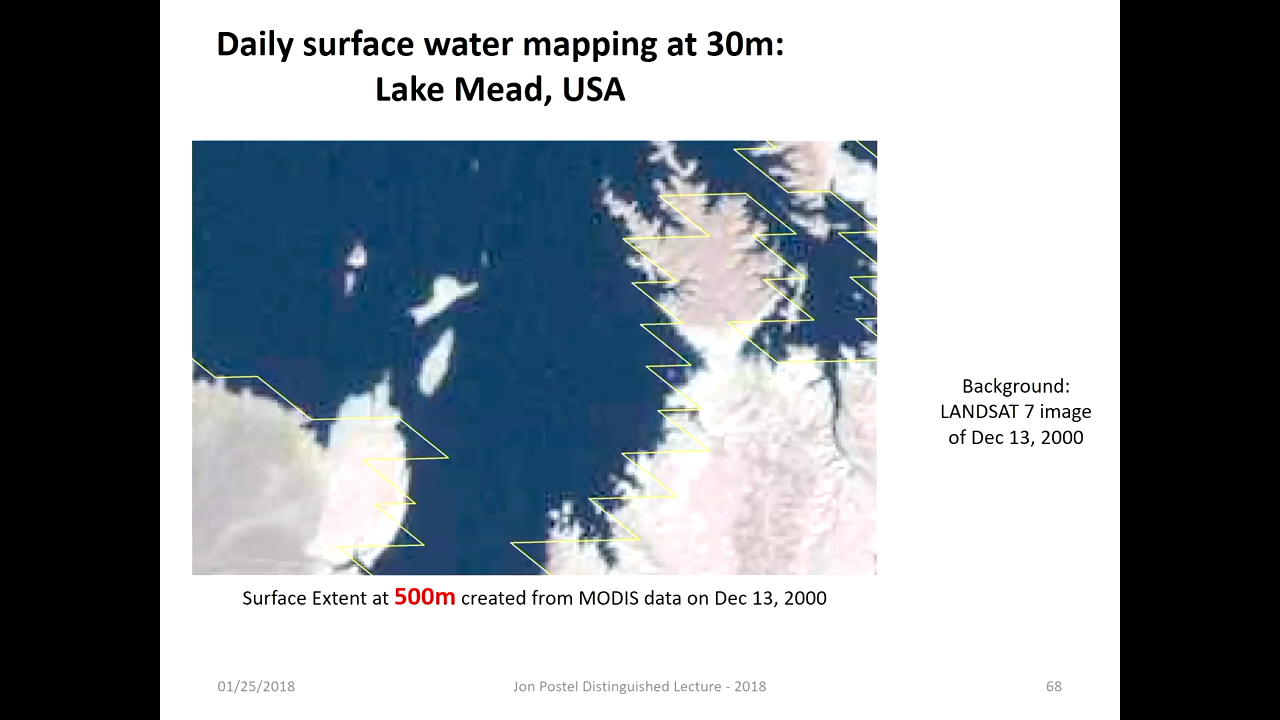 Daily surface water mapping at 30m:
Lake Mead, USA
Background:
LANDSAT 7 image
of Dec 13, 2000
Surface Extent at 500m created from MODIS data on Dec 13, 2000
01/25/2018
Jon Postel Distinguished Lecture - 2018
68